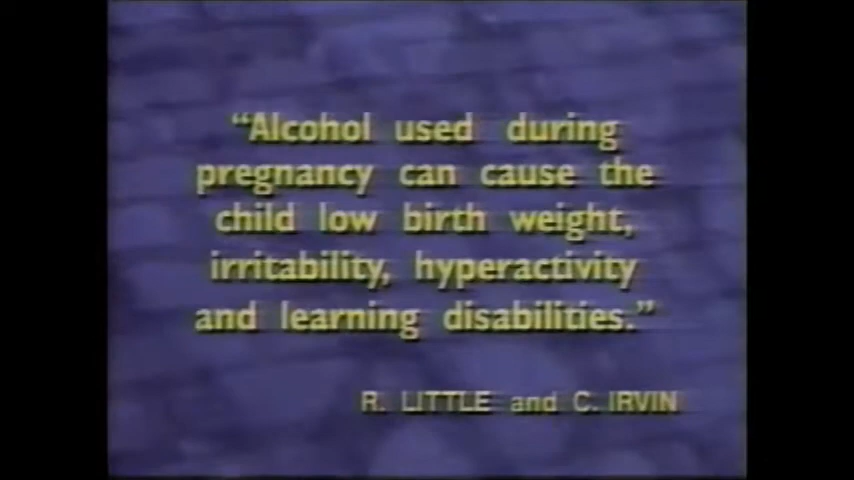 “Alcohol used during
pregnancy can cause the
child low birth weight,
irritability, hyperactivity
and learning disabilities.”
R. LITTLE and C. IRVIN